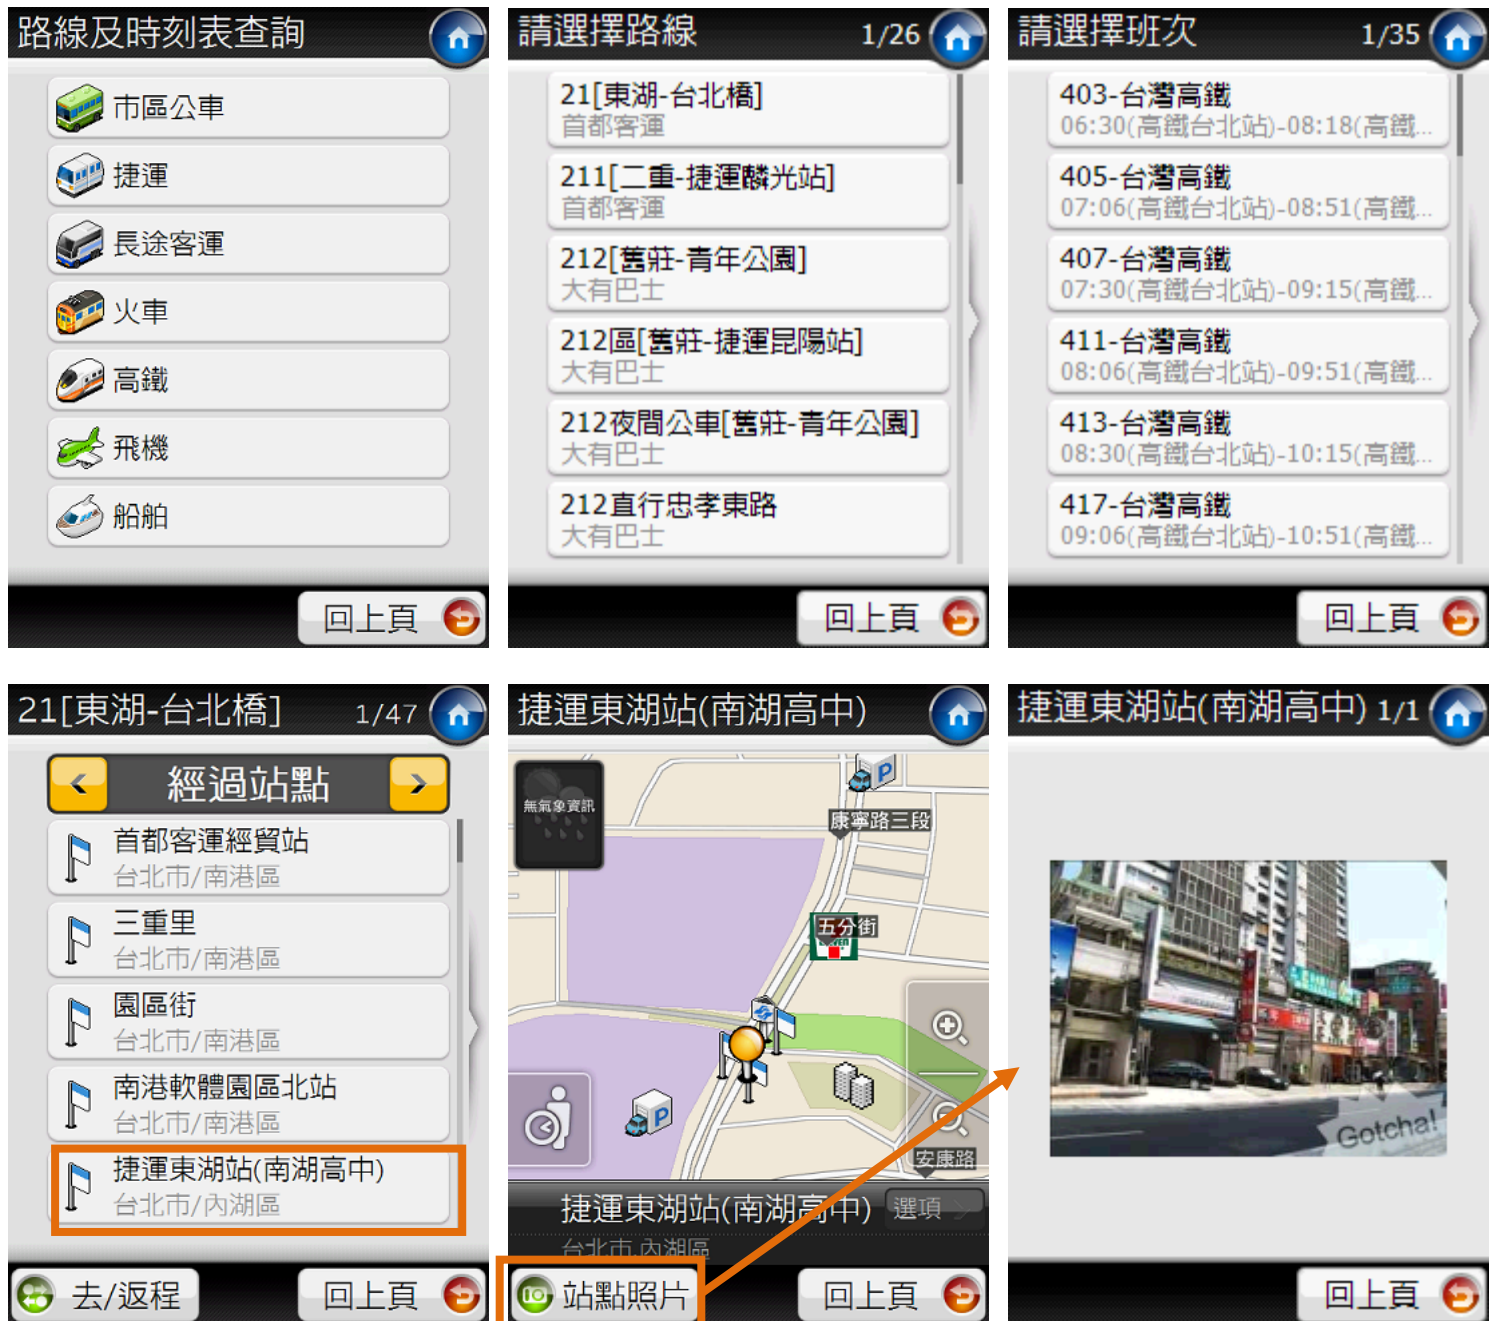 路線及時刻表查詢
市區公車
捷運
長途客運
火車
高鐵
飛機
船舶
回上頁
請選擇路線 1/26
21[東湖-台北橋]
首都客運
211[二重-捷運麟光站]
首都客運
212[舊莊-青年公園]
大有巴士
212區[舊莊-捷運昆陽站]
大有巴士
212夜間公車[舊莊-青年公園]
大有巴士
212直行忠孝東路
大有巴士
回上頁
請選擇班次 1/35
403-台灣高鐵
06:30(高鐵台北站)-08:18(高鐵...
405-台灣高鐵
07:06(高鐵台北站)-08:51(高鐵...
407-台灣高鐵
07:30(高鐵台北站)-09:15(高鐵...
411-台灣高鐵
08:06(高鐵台北站)-09:51(高鐵...
413-台灣高鐵
08:30(高鐵台北站)-10:15(高鐵...
417-台灣高鐵
09:06(高鐵台北站)-10:51(高鐵...
回上頁
21[東湖-台北橋] 1/47
經過站點
首都客運經貿站
台北市/南港區
三重里
台北市/南港區
園區街
台北市/南港區
南港軟體園區北站
台北市/南港區
捷運東湖站(南湖高中)
台北市/內湖區
去/返程
回上頁
捷運東湖站(南湖高中)
無氣象資訊
P
康寧路三段
五分街
P
安康路
捷運東湖站(南湖高中) 選項
台北市,內湖區
站點照片
回上頁
捷運東湖站(南湖高中) 1/1
Gotcha!
回上頁